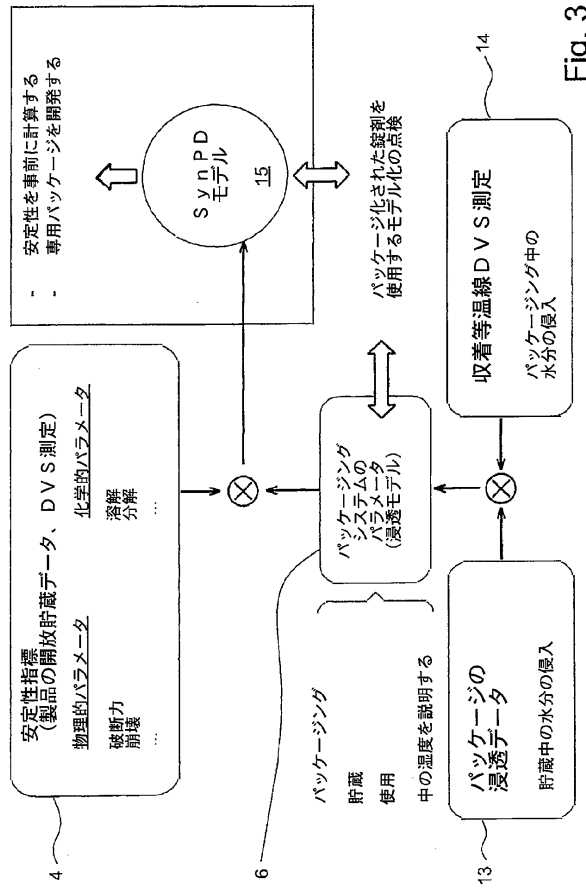 4
安定性指標
(製品の開放貯蔵データ、DVS測定)
物理的パラメータ
化学的パラメータ
破断力
崩壊
…
溶解
分解
…
- 安定性を事前に計算する
- 専用パッケージを開発する
SynPD
モデル
15
6
パッケージング
貯蔵
使用
中の湿度を説明する
パッケージング
システムの
パラメータ
(浸透モデル)
パッケージ化された錠剤を
使用するモデル化の点検
13
パッケージの
浸透データ
貯蔵中の水分の侵入
14
収着等温線DVS測定
パッケージング中の
水分の侵入
Fig. 3